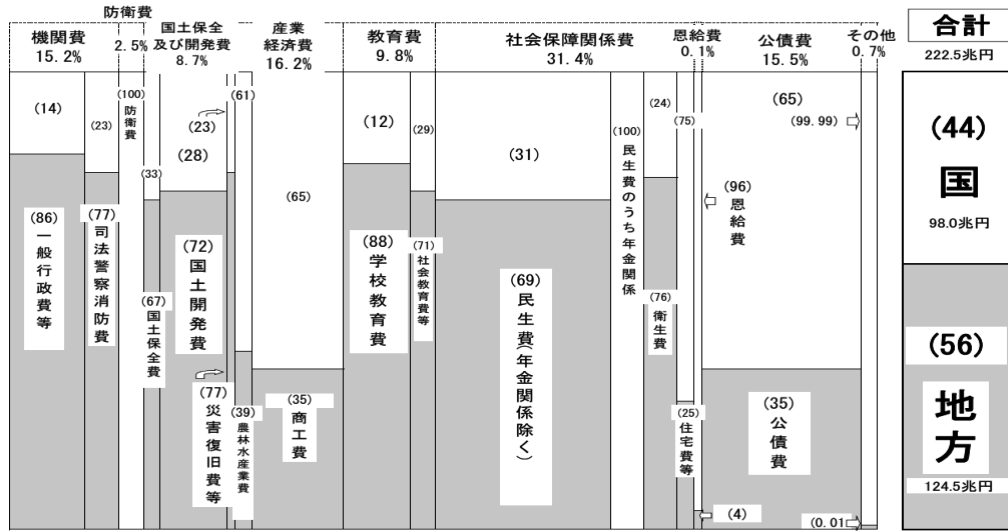 防衛費
機関費
15.2%
2.5%
国土保全
及び開発費
8.7%
産業
経済費
16.2%
教育費
9.8%
社会保障関係費
31.4%
恩給費
0.1%
公債費
15.5%
その他
0.7%
合計
222.5兆円
(14)
(86)
一般行政費等
(23)
(77)
司法警察消防費
(100)
防衛費
(33)
(67)
国土保全費
(28)
(72)
国土開発費
(23)
(77)
災害復旧費等
(61)
(39)
農林水産業費
(65)
(35)
商工費
(12)
(88)
学校教育費
(29)
(71)
社会教育費等
(31)
(69)
民生費(年金関係除く)
(100)
民生費のうち年金関係
(24)
(76)
衛生費
(75)
(25)
住宅費等
(96)
恩給費
(4)
(65)
(35)
公債費
(99.99)
(0.01
(44)
国
98.0兆円
(56)
地方
124.5兆円